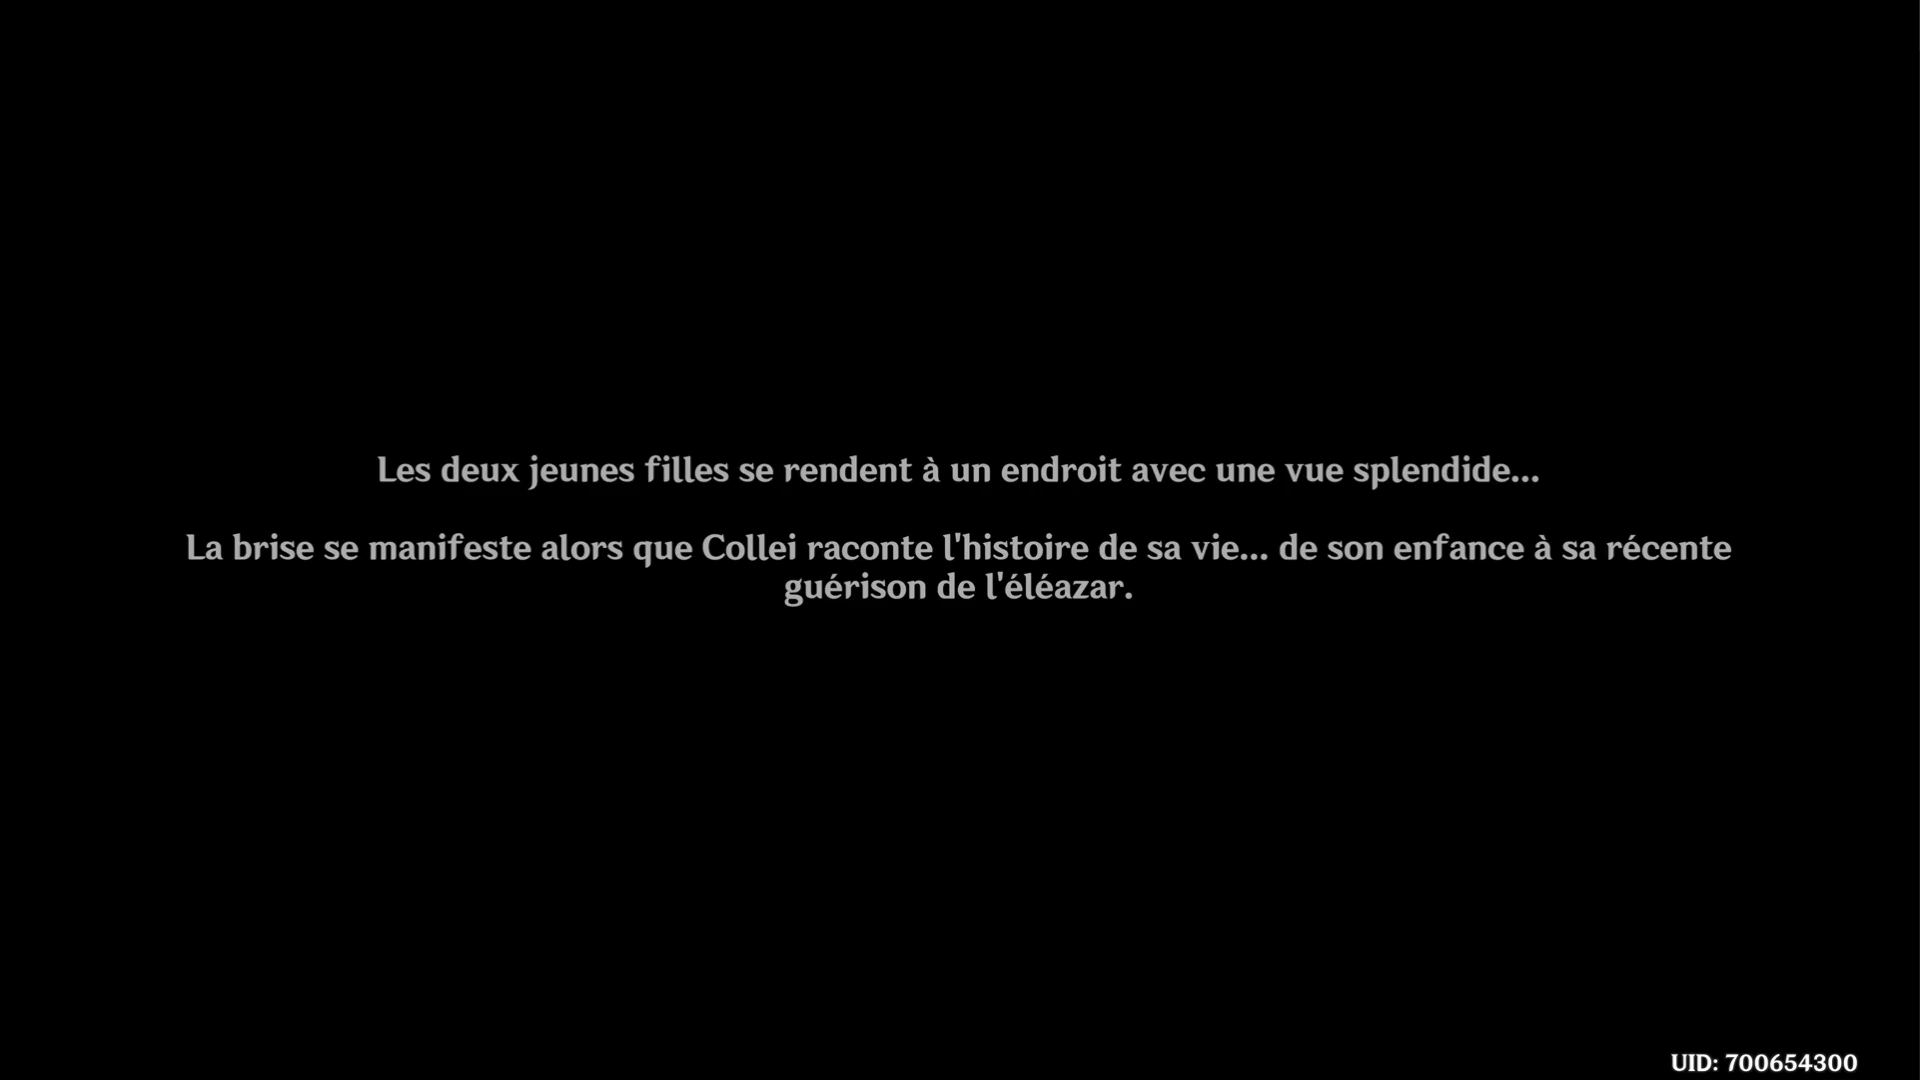 Les deux jeunes filles se rendent à un endroit avec une vue splendide...
La brise se manifeste alors que Collei raconte l'histoire de sa vie... de son enfance à sa récente
guérison de l'éléazar.
UID: 700654300